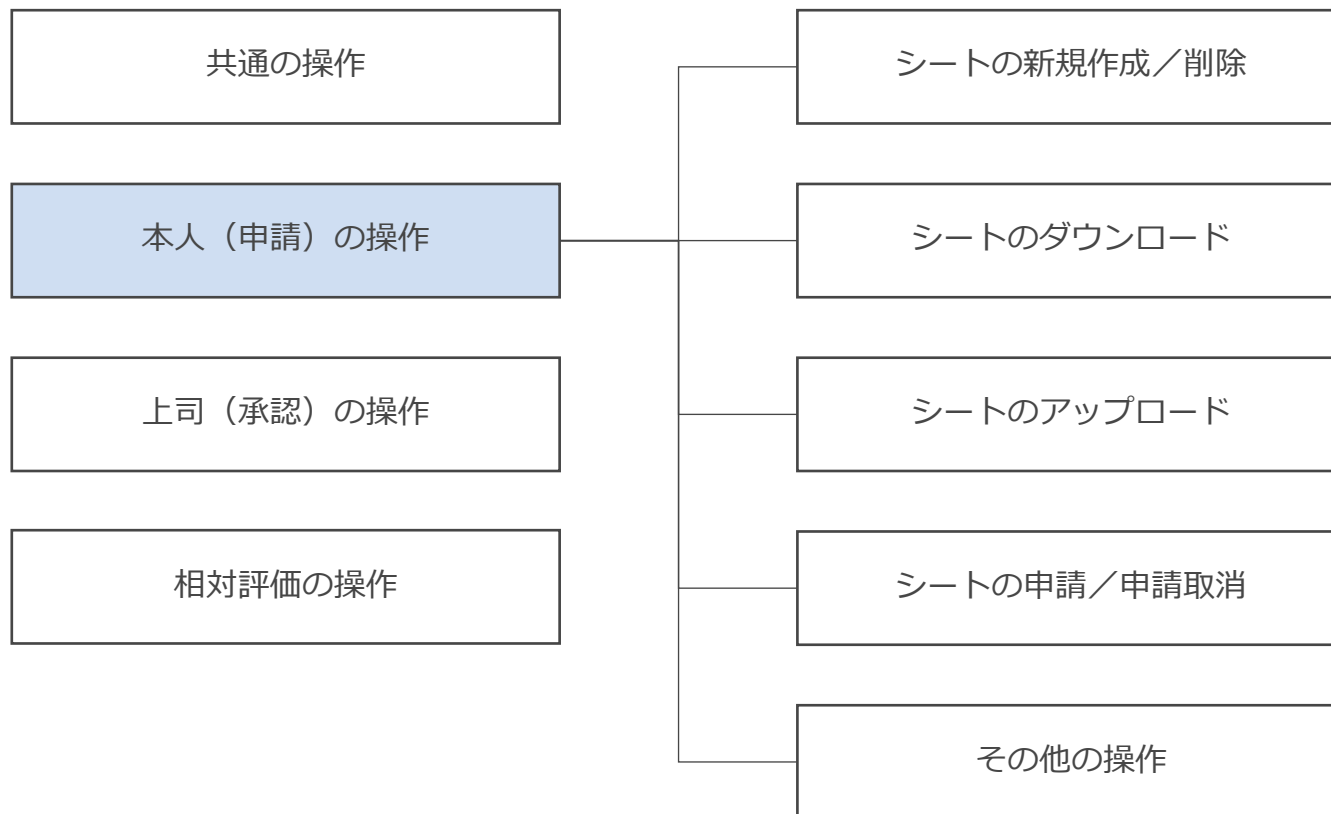 共通の操作
本人（申請）の操作
上司（承認）の操作
相対評価の操作
シートの新規作成／削除
シートのダウンロード
シートのアップロード
シートの申請／申請取消
その他の操作